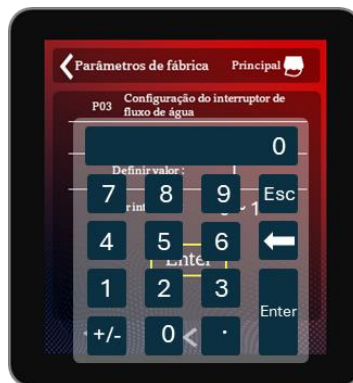 Parâmetros de fábrica Principal
P03 Configuração do interruptor de
fluxo de água
0
Definir valor :
7 8 9 Esc
4 5 6
Enter
1 2 3
Enter
+/- 0 .